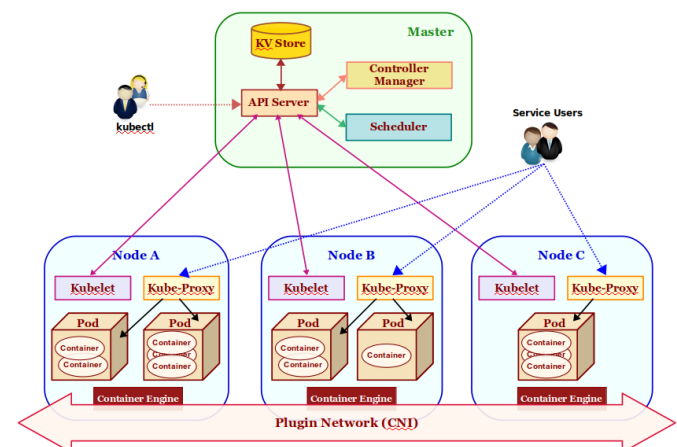 Master
KV Store
Controller
Manager
API Server
Scheduler
kubectl
Service Users
Node A
Kubelet
Kube-Proxy
Pod
Container
Container
Pod
Container
Container
Container
Container Engine
Node B
Kubelet
Kube-Proxy
Pod
Container
Container
Pod
Container
Container Engine
Node C
Kubelet
Kube-Proxy
Pod
Container
Container
Container
Container Engine
Plugin Network (CNI)